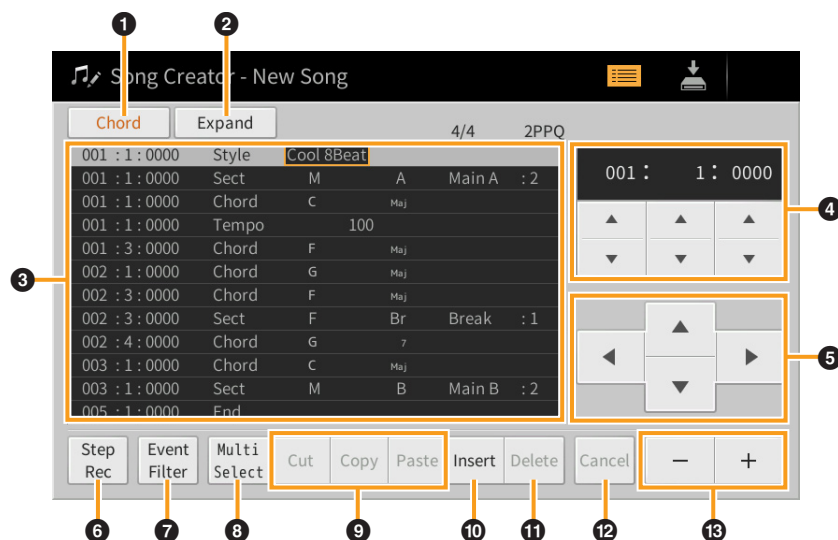 1 2
Song Creator - New Song
Chord Expand 4/4 2PPQ
001 : 1 : 0000 Style Cool 8Beat
001 : 1 : 0000 Sect M A Main A : 2
001 : 1 : 0000 Chord C Maj
001 : 1 : 0000 Tempo 100
001 : 3 : 0000 Chord F Maj
002 : 1 : 0000 Chord G Maj
002 : 3 : 0000 Chord F Maj
002 : 3 : 0000 Sect F Br Break : 1
002 : 4 : 0000 Chord G 7
003 : 1 : 0000 Chord C Maj
003 : 1 : 0000 Sect M B Main B : 2
005 : 1 : 0000 End
3
001 : 1 : 0000
4
5
Step Rec
Event Filter
Multi Select
Cut Copy Paste Insert Delete Cancel − +
6 7 8 9 10 11 12 13